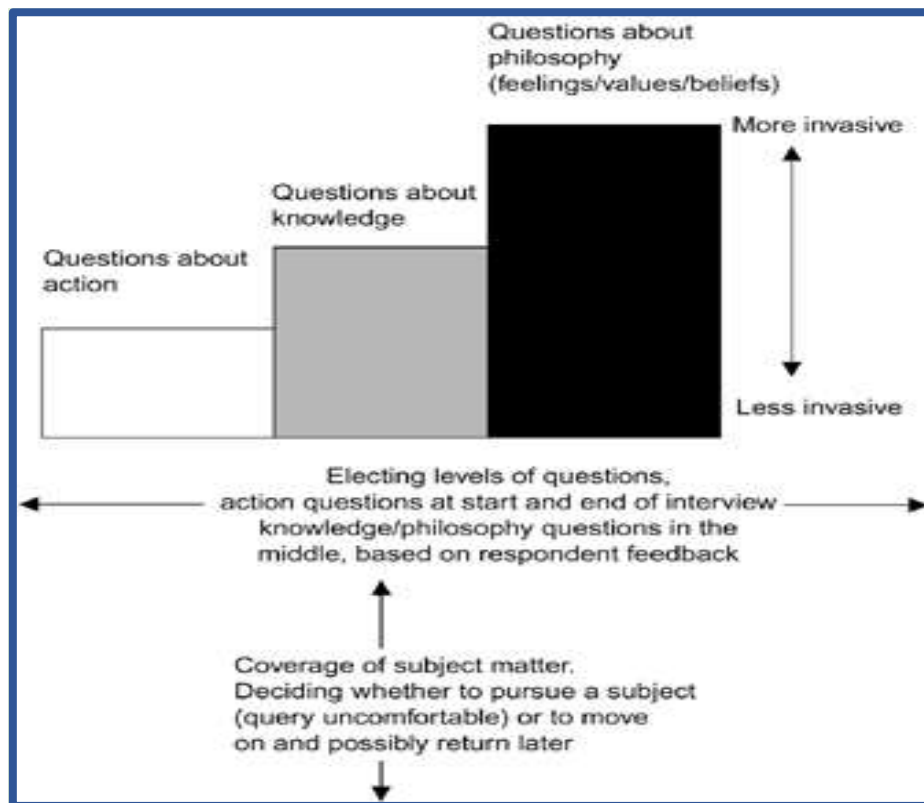 Questions about
philosophy
(feelings/values/beliefs)
More invasive
Questions about
knowledge
Questions about
action
Less invasive
Electing levels of questions,
action questions at start and end of interview
knowledge/philosophy questions in the
middle, based on respondent feedback
Coverage of subject matter.
Deciding whether to pursue a subject
(query uncomfortable) or to move
on and possibly return later